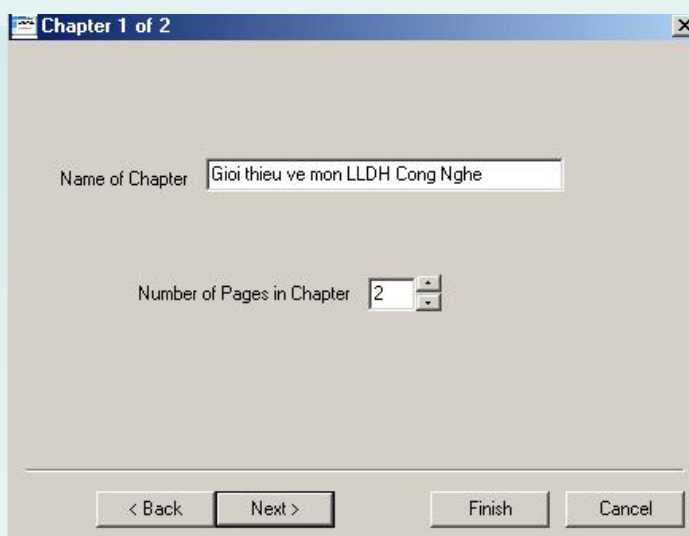 Chapter 1 of 2
Name of Chapter Gioi thieu ve mon LLDH Cong Nghe
Number of Pages in Chapter 2
< Back Next > Finish Cancel